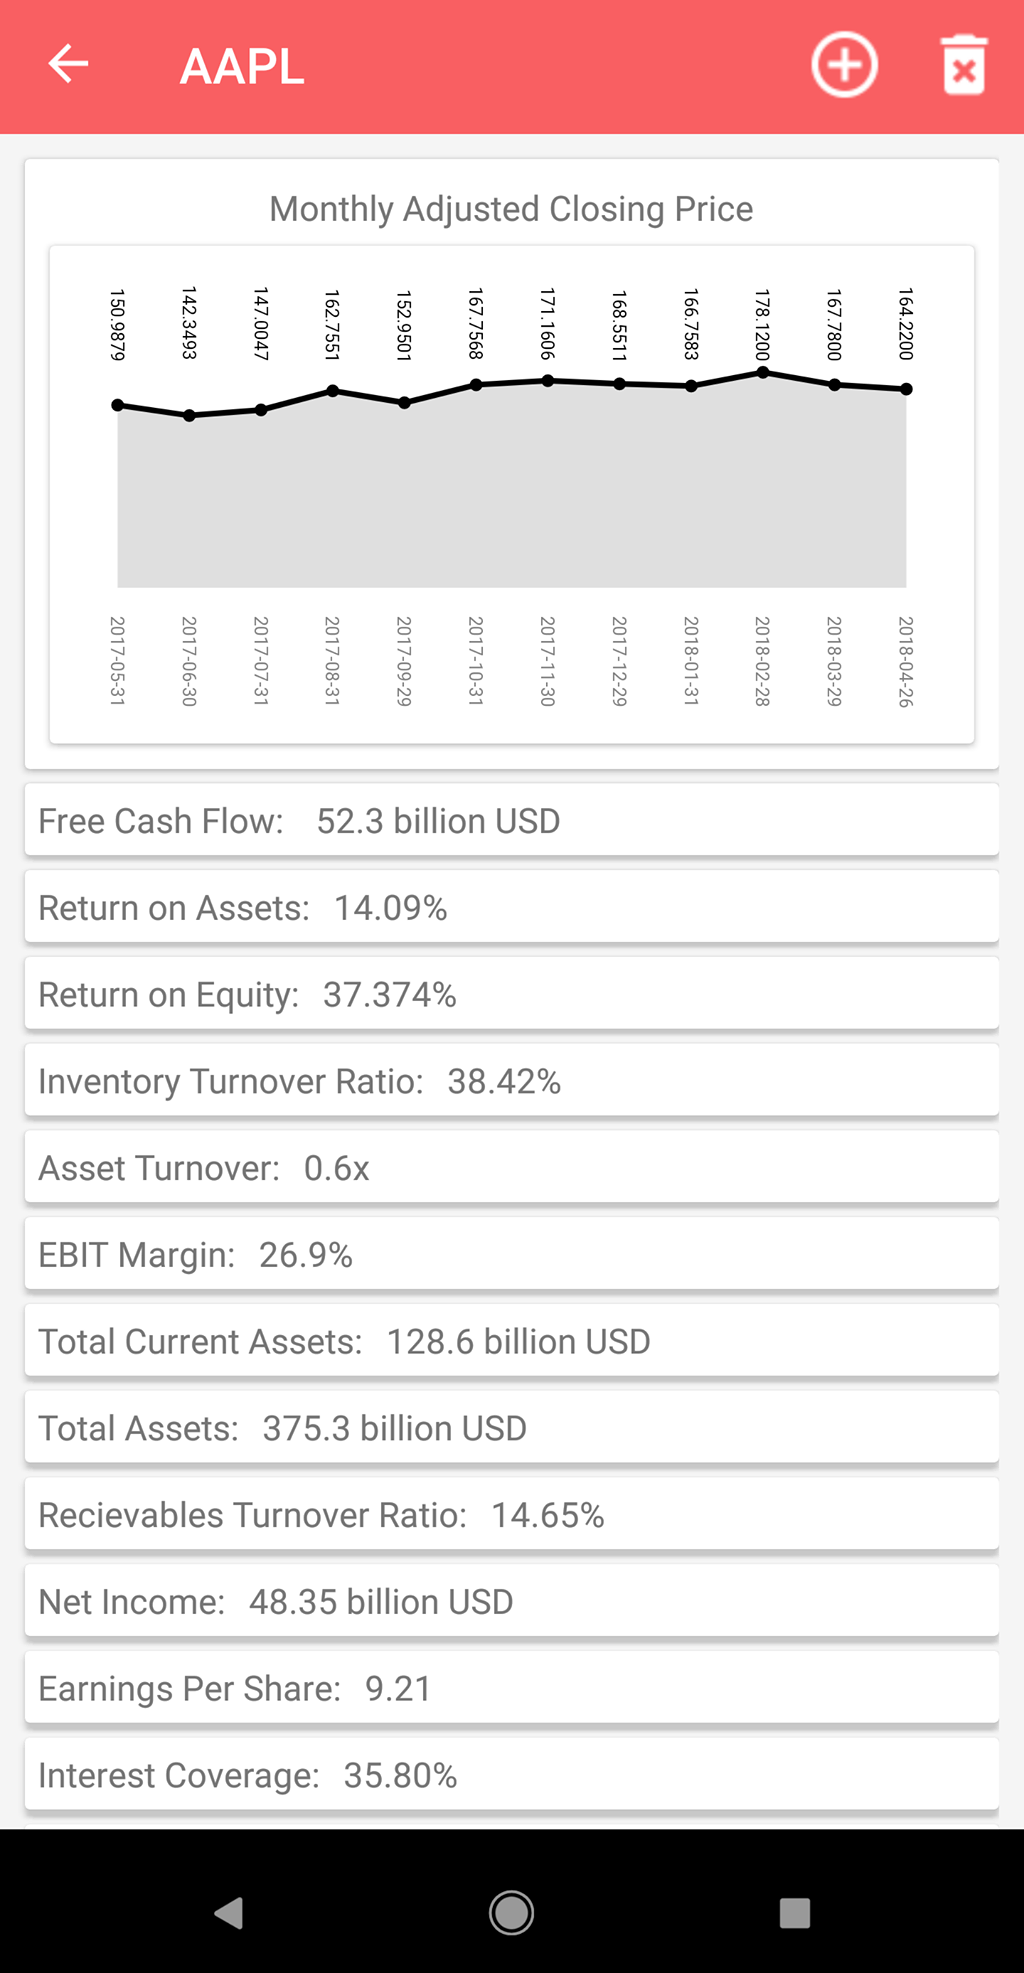 AAPL
Monthly Adjusted Closing Price
150.9879
142.3493
147.0047
162.7551
152.9501
167.7568
171.1606
168.5511
166.7583
178.1200
167.7800
164.2200
2017-05-31
2017-06-30
2017-07-31
2017-08-31
2017-09-29
2017-10-31
2017-11-30
2017-12-29
2018-01-31
2018-02-28
2018-03-29
2018-04-26
Free Cash Flow: 52.3 billion USD
Return on Assets: 14.09%
Return on Equity: 37.374%
Inventory Turnover Ratio: 38.42%
Asset Turnover: 0.6x
EBIT Margin: 26.9%
Total Current Assets: 128.6 billion USD
Total Assets: 375.3 billion USD
Recievables Turnover Ratio: 14.65%
Net Income: 48.35 billion USD
Earnings Per Share: 9.21
Interest Coverage: 35.80%